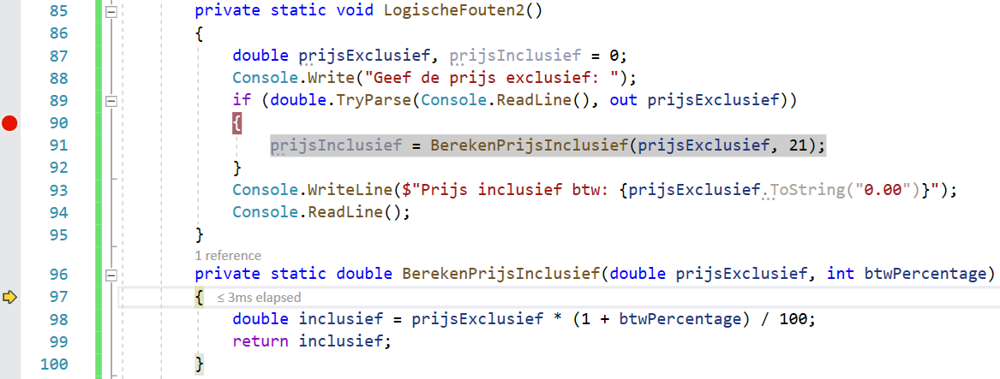 85 private static void LogischeFouten2()
86 {
87 double prijsExclusief, prijsInclusief = 0;
88 Console.Write("Geef de prijs exclusief: ");
89 if (double.TryParse(Console.ReadLine(), out prijsExclusief))
90 {
91 prijsInclusief = BerekenPrijsInclusief(prijsExclusief, 21);
92 }
93 Console.WriteLine($"Prijs inclusief btw: {prijsExclusief.ToString("0.00")}");
94 Console.ReadLine();
95 }
1 reference
96 private static double BerekenPrijsInclusief(double prijsExclusief, int btwPercentage)
97 { ≤ 3ms elapsed
98 double inclusief = prijsExclusief * (1 + btwPercentage) / 100;
99 return inclusief;
100 }